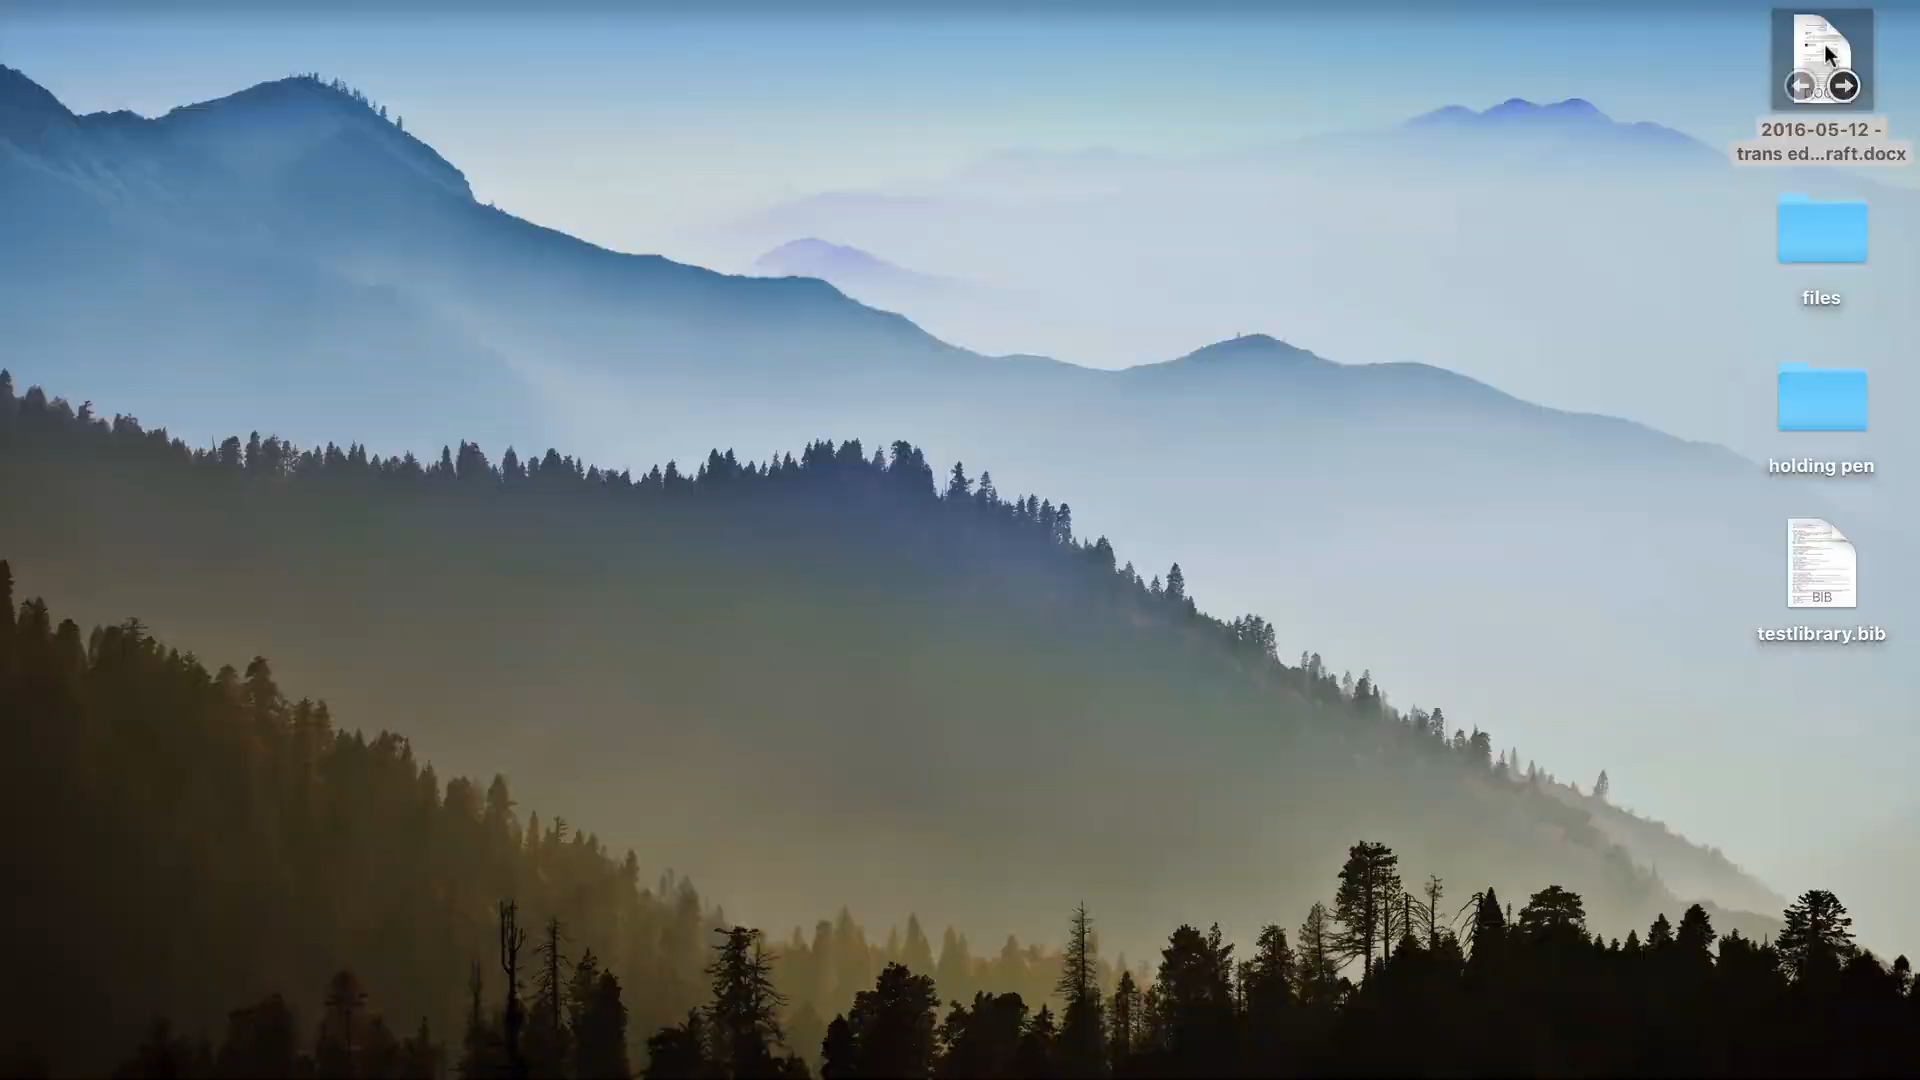 2016-05-12 -
trans ed...raft.docx
files
holding pen
BIB
testlibrary.bib